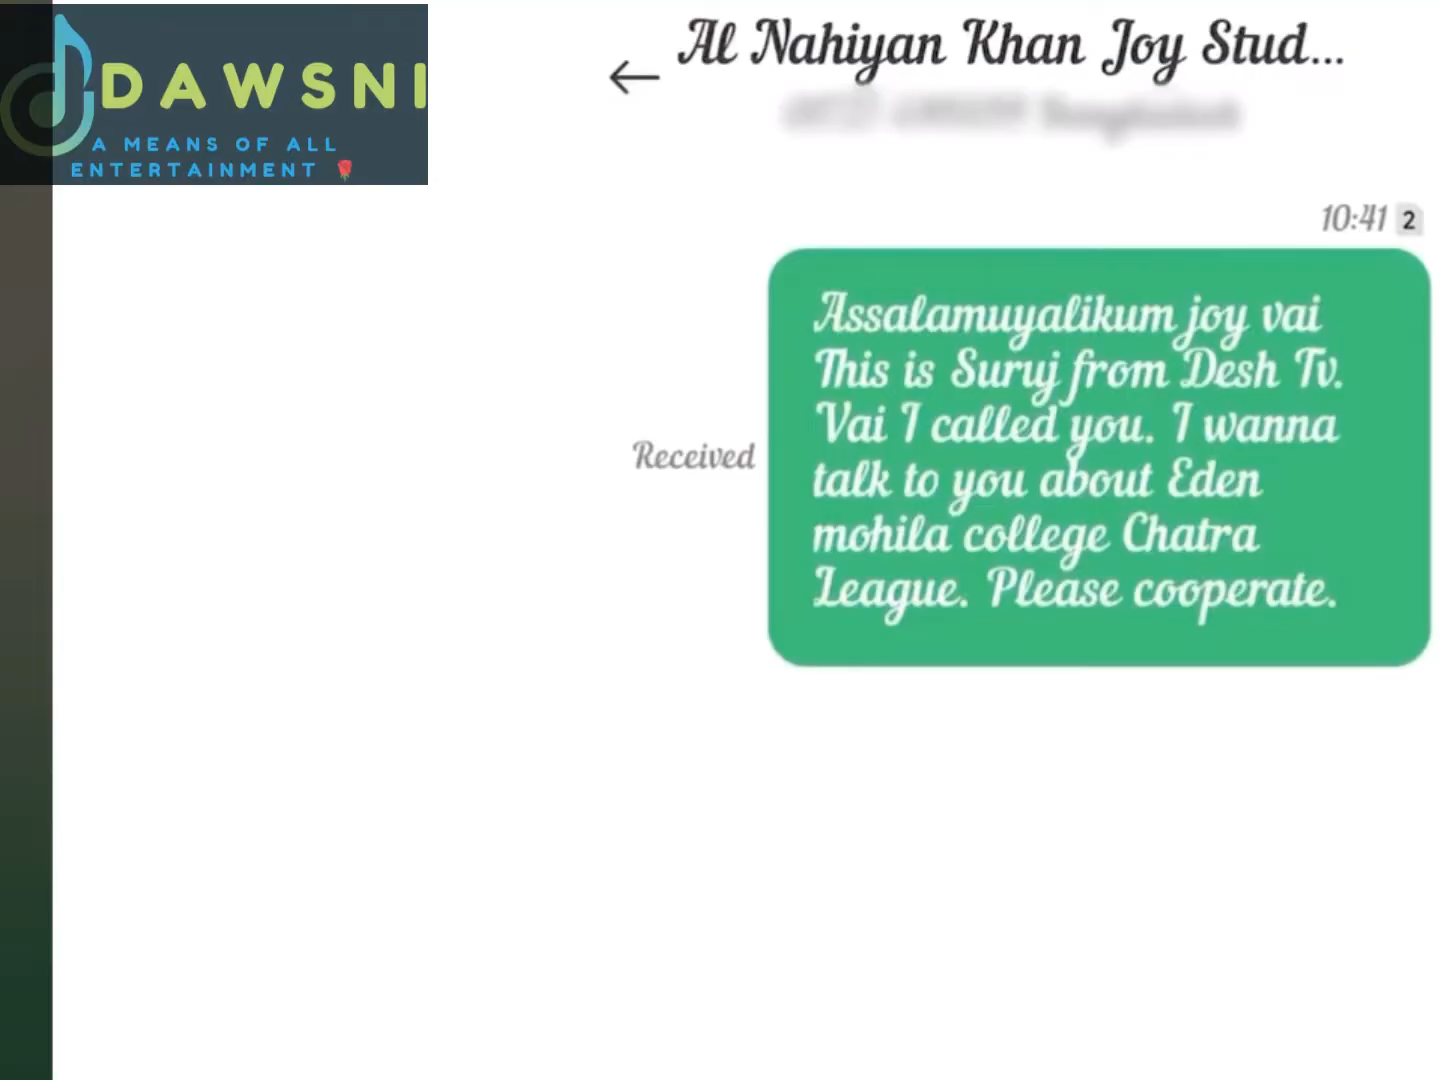 DAWSNI
A MEANS OF ALL
ENTERTAINMENT
Al Nahiyan Khan Joy Stud...
10:41 2
Assalamuyalikum joy vai
This is Suruj from Desh Tv.
Vai I called you. I wanna
talk to you about Eden
mohila college Chatra
League. Please cooperate.
Received